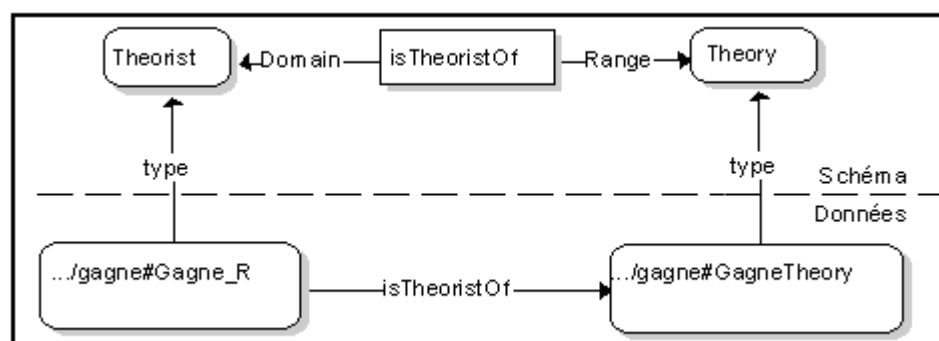 Theorist Domain isTheoristOf Range Theory
type type
Schéma
Données
.../gagne#Gagne_R .../gagne#GagneTheory
isTheoristOf